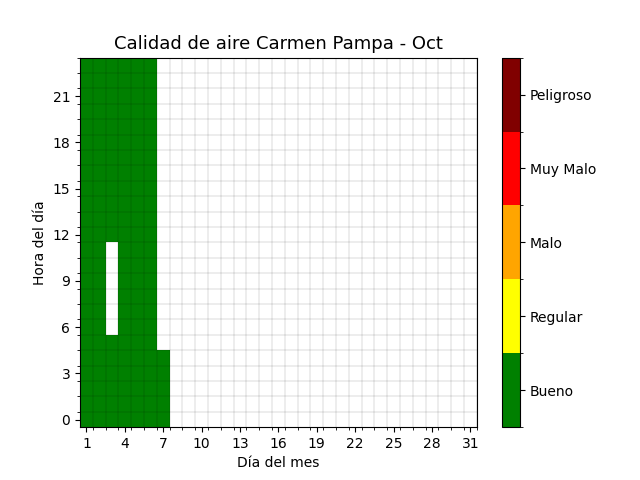 Calidad de aire Carmen Pampa - Oct
21
18
15
12
9
6
3
0
Hora del día
1 4 7 10 13 16 19 22 25 28 31
Día del mes
Peligroso
Muy Malo
Malo
Regular
Bueno